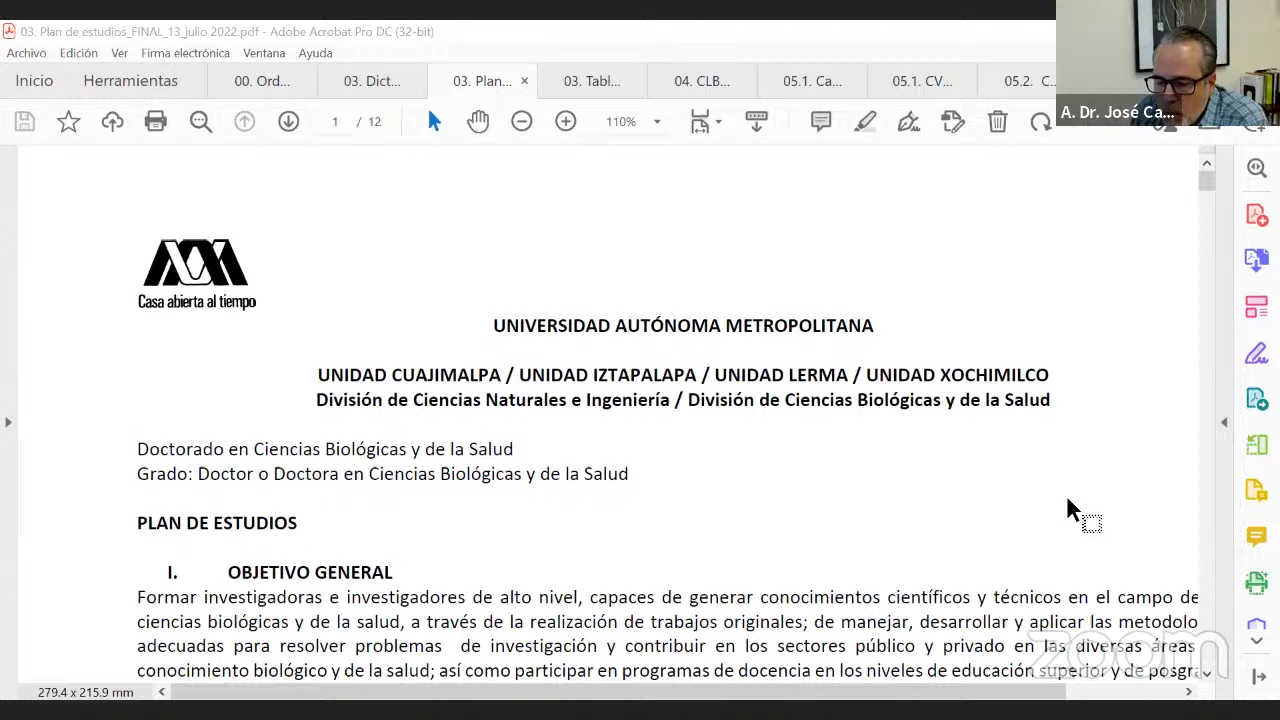 03. Plan de estudios_FINAL_13 julio 2022.pdf - Adobe Acrobat Pro DC (32-bit)
Archivo Edición Ver Firma electrónica Ventana Ayuda
Inicio Herramientas 00. Ord... 03. Dict... 03. Plan... × 03. Tabl... 04. CLB... 05.1. Ca... 05.1. CV... 05.2. C...
A. Dr. José Ca...
1 / 12 110%
Casa abierta al tiempo
UNIVERSIDAD AUTÓNOMA METROPOLITANA
UNIDAD CUAJIMALPA / UNIDAD IZTAPALAPA / UNIDAD LERMA / UNIDAD XOCHIMILCO
División de Ciencias Naturales e Ingeniería / División de Ciencias Biológicas y de la Salud
Doctorado en Ciencias Biológicas y de la Salud
Grado: Doctor o Doctora en Ciencias Biológicas y de la Salud
PLAN DE ESTUDIOS
I. OBJETIVO GENERAL
Formar investigadoras e investigadores de alto nivel, capaces de generar conocimientos científicos y técnicos en el campo de
ciencias biológicas y de la salud, a través de la realización de trabajos originales; de manejar, desarrollar y aplicar las metodolo
adecuadas para resolver problemas de investigación y contribuir en los sectores público y privado en las diversas áreas
conocimiento biológico y de la salud; así como participar en programas de docencia en los niveles de educación superior y de posgra
zoom
279.4 x 215.9 mm